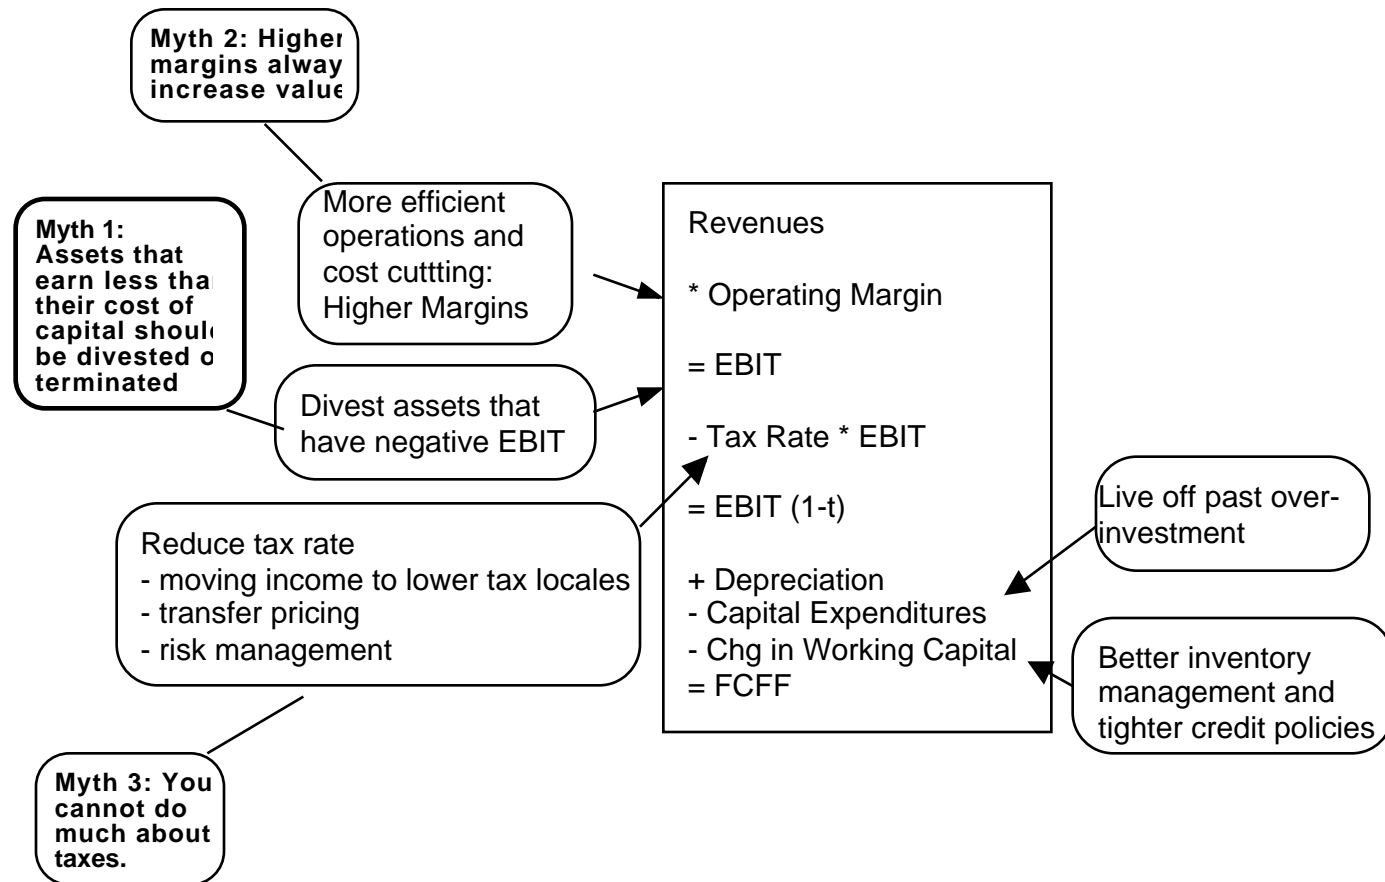 Myth 2: Higher
margins alway
increase value
More efficient
operations and
cost cuttting:
Higher Margins
Myth 1:
Assets that
earn less tha
their cost of
capital shoul
be divested o
terminated
Divest assets that
have negative EBIT
Reduce tax rate
- moving income to lower tax locales
- transfer pricing
- risk management
Myth 3: You
cannot do
much about
taxes.
Revenues
* Operating Margin
= EBIT
- Tax Rate * EBIT
= EBIT (1-t)
+ Depreciation
- Capital Expenditures
- Chg in Working Capital
= FCFF
Live off past over-
investment
Better inventory
management and
tighter credit policies